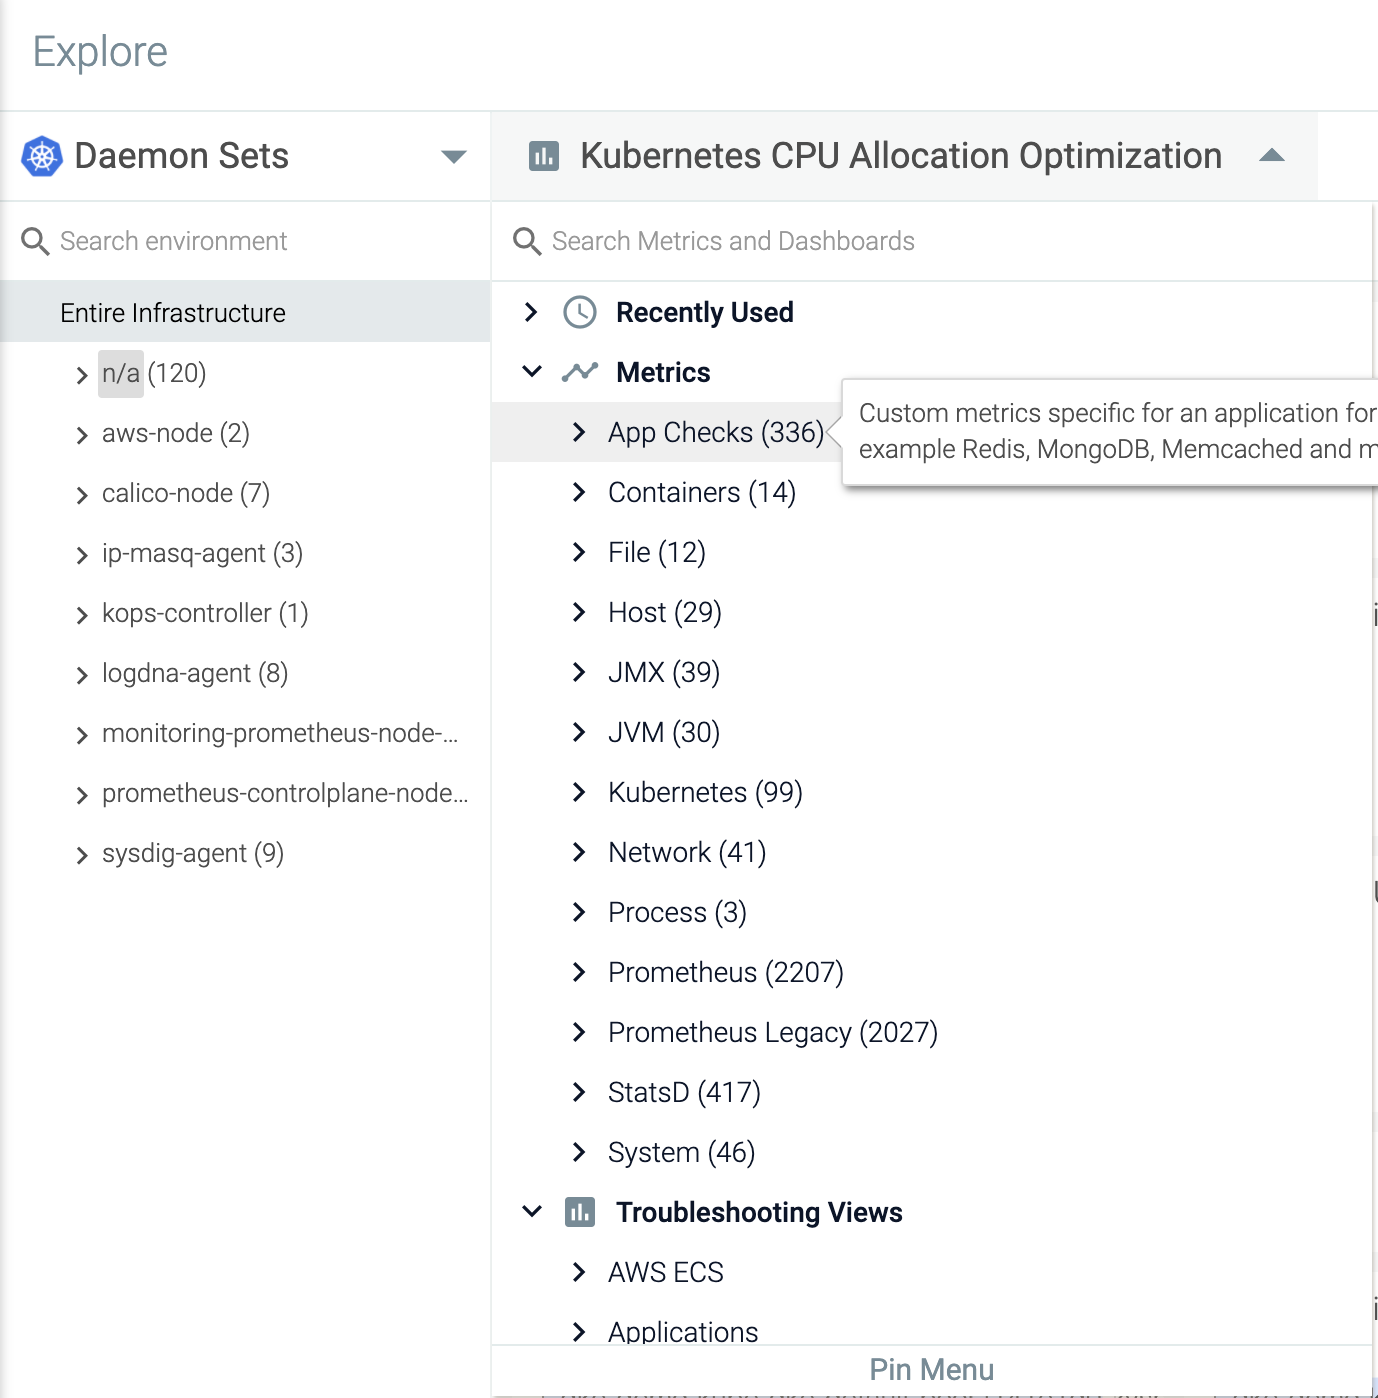 Explore
Daemon Sets
Kubernetes CPU Allocation Optimization
Search environment
Search Metrics and Dashboards
Entire Infrastructure
n/a (120)
aws-node (2)
calico-node (7)
ip-masq-agent (3)
kops-controller (1)
logdna-agent (8)
monitoring-prometheus-node-...
prometheus-controlplane-node...
sysdig-agent (9)
Recently Used
Metrics
App Checks (336)
Custom metrics specific for an application for
example Redis, MongoDB, Memcached and m
Containers (14)
File (12)
Host (29)
JMX (39)
JVM (30)
Kubernetes (99)
Network (41)
Process (3)
Prometheus (2207)
Prometheus Legacy (2027)
StatsD (417)
System (46)
Troubleshooting Views
AWS ECS
Applications
Pin Menu